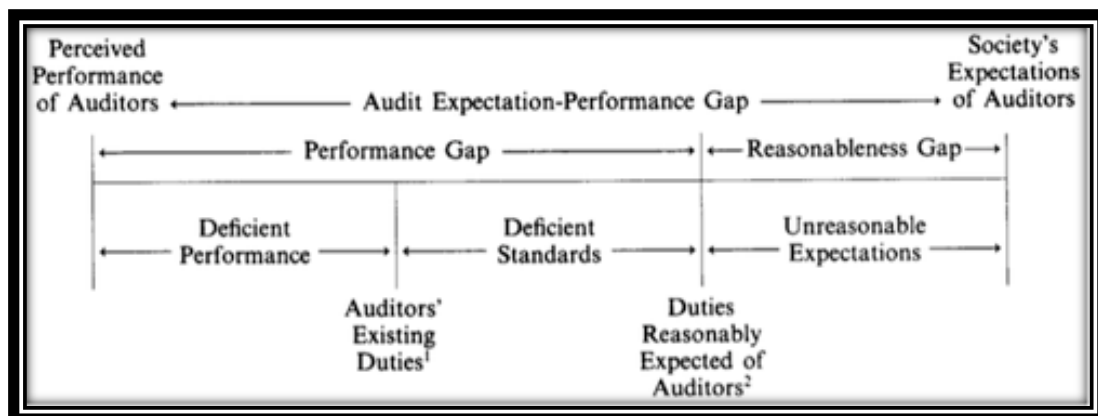 Perceived
Performance
of Auditors
Society's
Expectations
of Auditors
Audit Expectation-Performance Gap
Performance Gap
Reasonableness Gap
Deficient
Performance
Deficient
Standards
Unreasonable
Expectations
Auditors'
Existing
Duties¹
Duties
Reasonably
Expected of
Auditors²